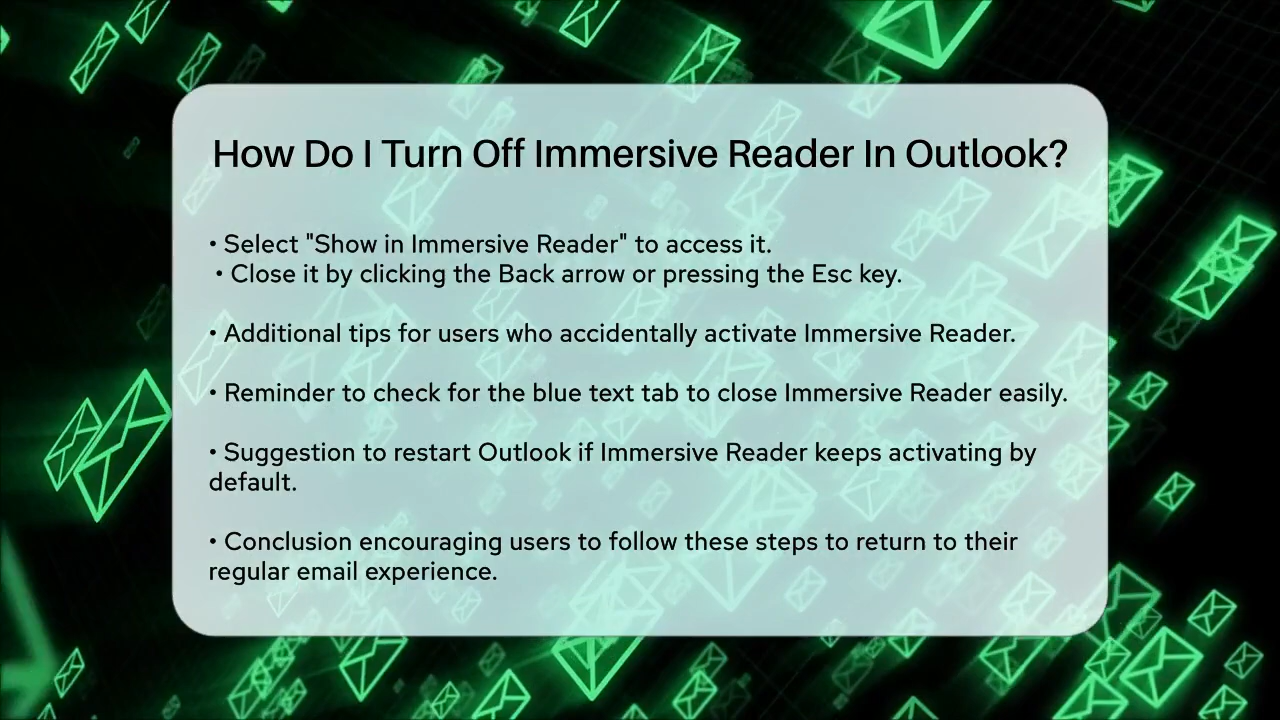 How Do I Turn Off Immersive Reader In Outlook?
• Select "Show in Immersive Reader" to access it.
• Close it by clicking the Back arrow or pressing the Esc key.
• Additional tips for users who accidentally activate Immersive Reader.
• Reminder to check for the blue text tab to close Immersive Reader easily.
• Suggestion to restart Outlook if Immersive Reader keeps activating by
default.
• Conclusion encouraging users to follow these steps to return to their
regular email experience.